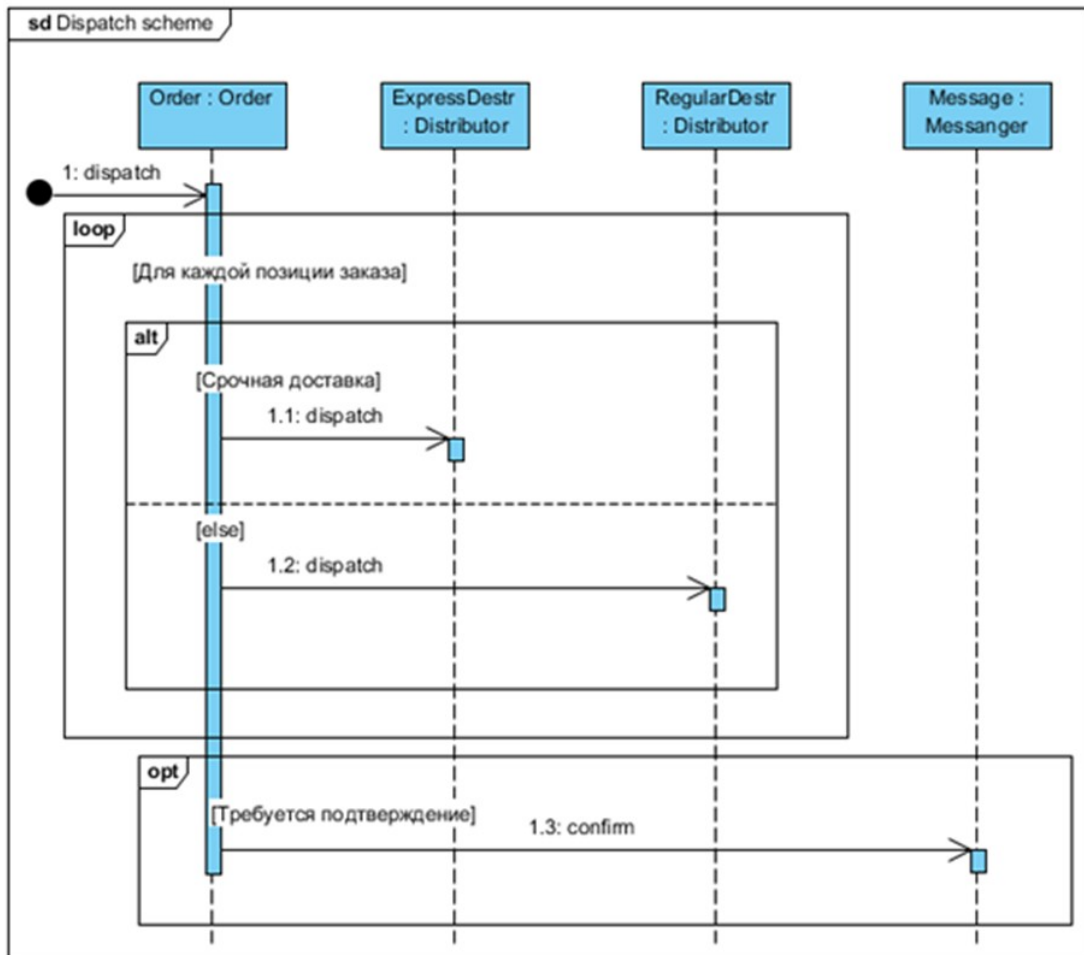 sd Dispatch scheme
Order : Order
ExpressDestr
: Distributor
RegularDestr
: Distributor
Message :
Messanger
1: dispatch
loop
[Для каждой позиции заказа]
alt
[Срочная доставка]
1.1: dispatch
[else]
1.2: dispatch
opt
[Требуется подтверждение]
1.3: confirm